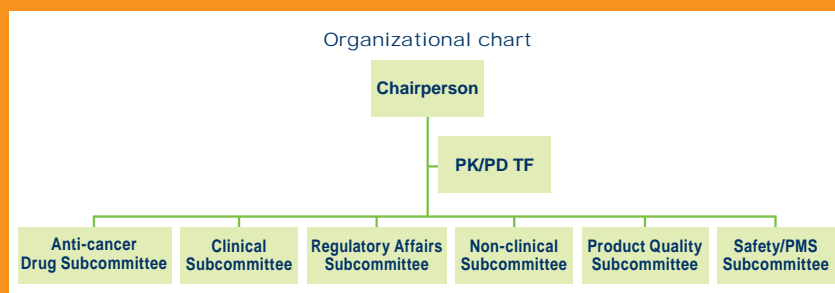 Organizational chart
Chairperson
PK/PD TF
Anti-cancer
Drug Subcommittee
Clinical
Subcommittee
Regulatory Affairs
Subcommittee
Non-clinical
Subcommittee
Product Quality
Subcommittee
Safety/PMS
Subcommittee